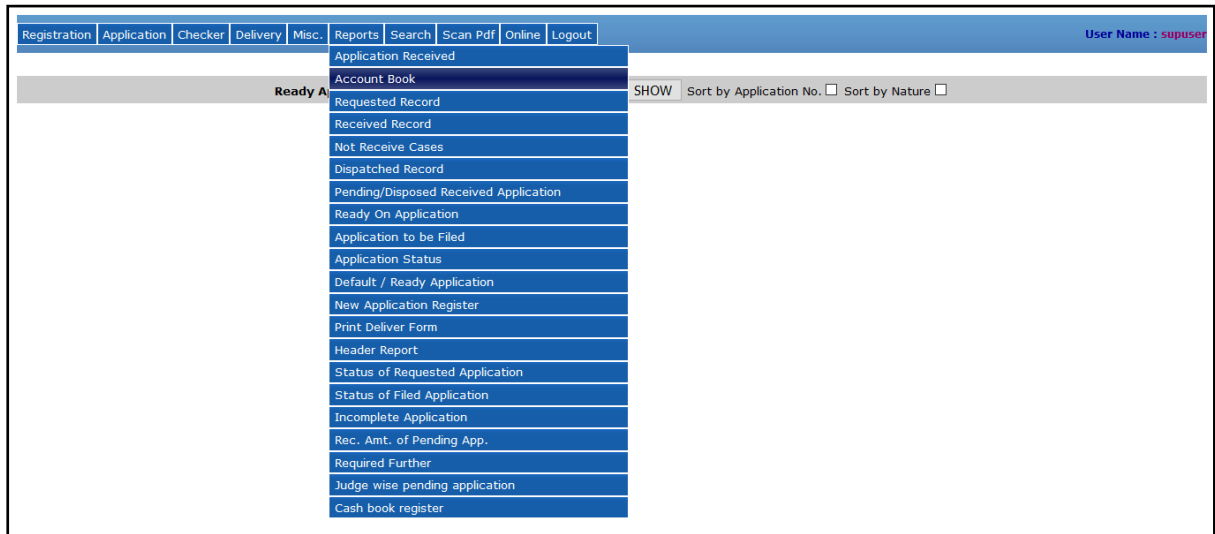 Registration Application Checker Delivery Misc. Reports Search Scan Pdf Online Logout User Name : supuser
Application Received
Account Book
Ready A SHOW Sort by Application No. Sort by Nature
Requested Record
Received Record
Not Receive Cases
Dispatched Record
Pending/Disposed Received Application
Ready On Application
Application to be Filed
Application Status
Default / Ready Application
New Application Register
Print Deliver Form
Header Report
Status of Requested Application
Status of Filed Application
Incomplete Application
Rec. Amt. of Pending App.
Required Further
Judge wise pending application
Cash book register